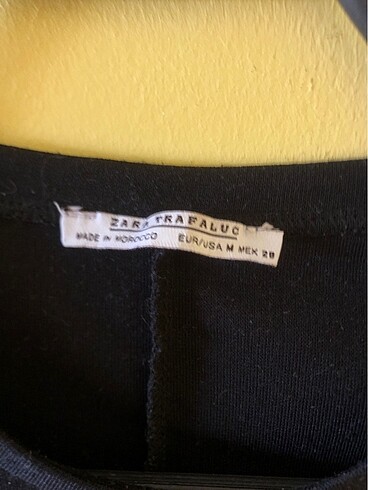 ZARA TRAFALUC
MADE IN MOROCCO EUR/USA M MEX 28